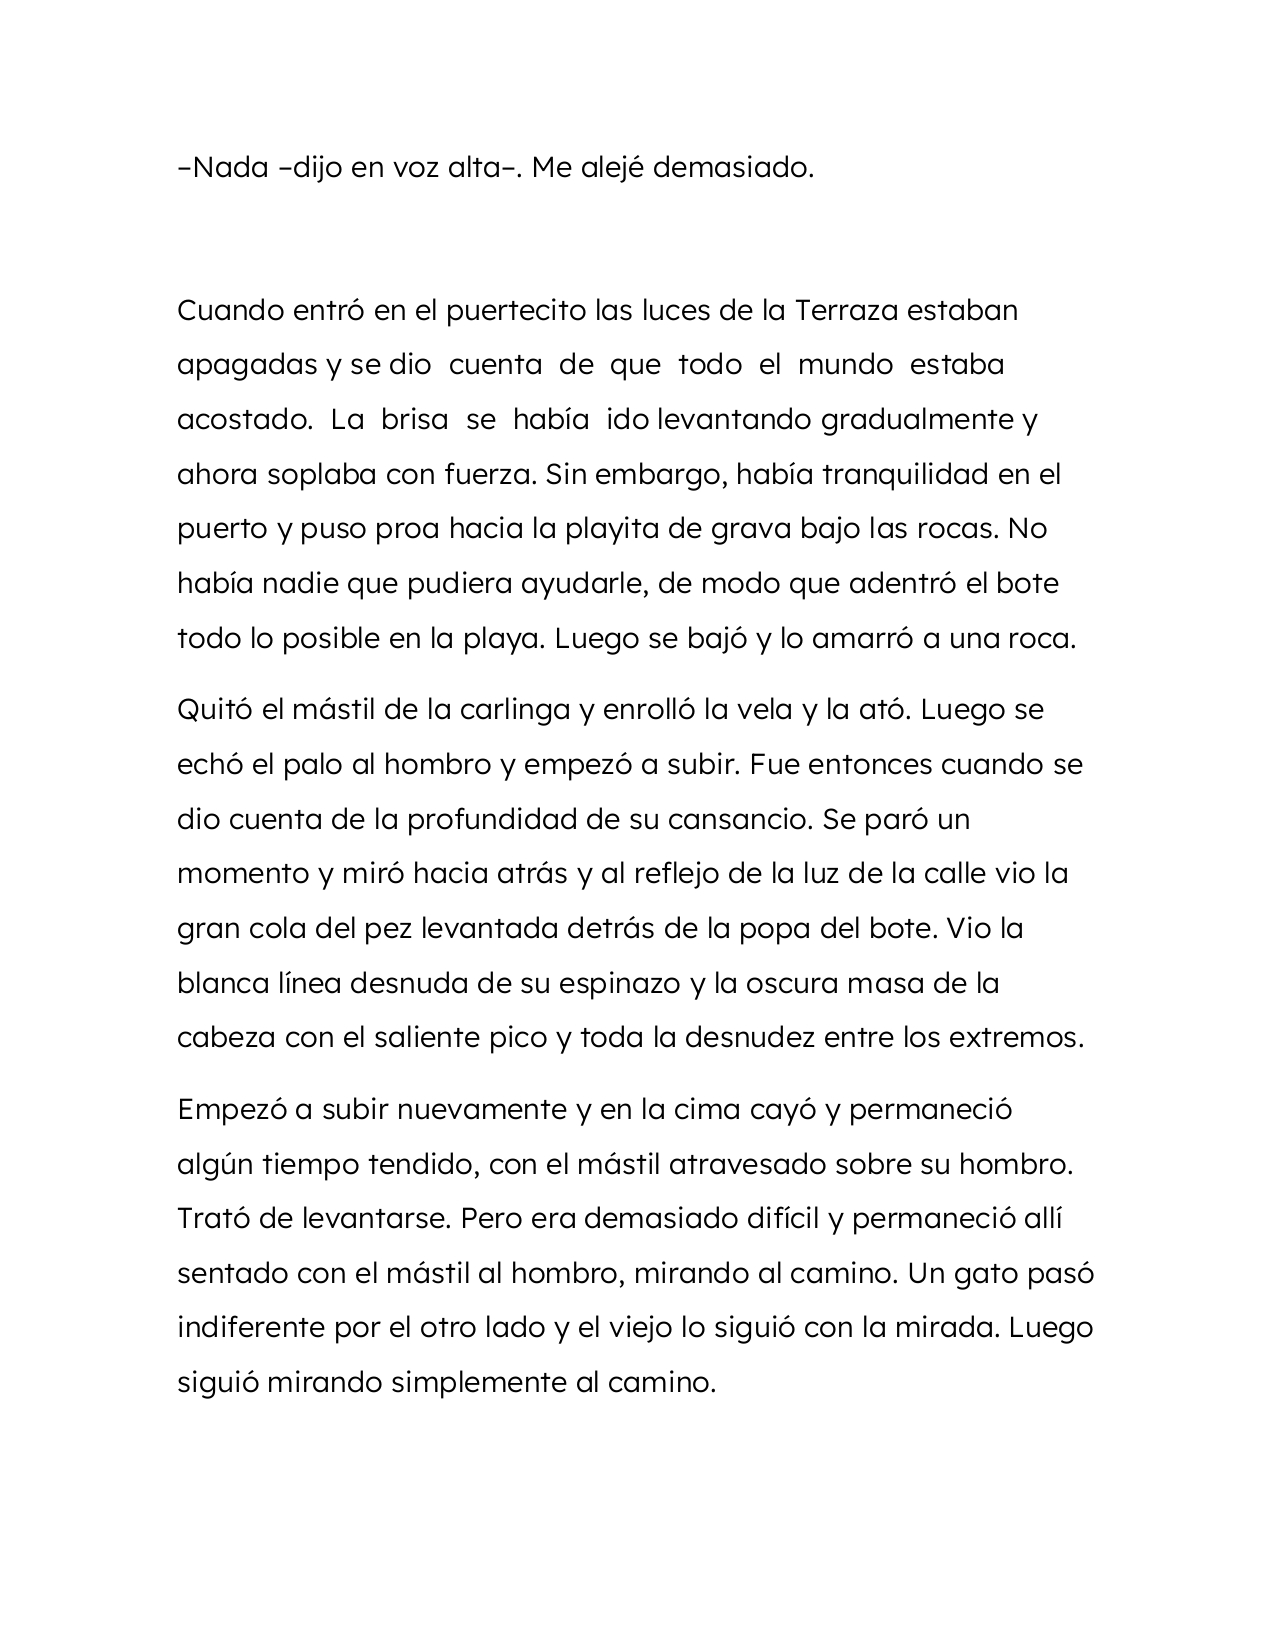 –Nada –dijo en voz alta–. Me alejé demasiado.
Cuando entró en el puertecito las luces de la Terraza estaban
apagadas y se dio cuenta de que todo el mundo estaba
acostado. La brisa se había ido levantando gradualmente y
ahora soplaba con fuerza. Sin embargo, había tranquilidad en el
puerto y puso proa hacia la playita de grava bajo las rocas. No
había nadie que pudiera ayudarle, de modo que adentró el bote
todo lo posible en la playa. Luego se bajó y lo amarró a una roca.
Quitó el mástil de la carlinga y enrolló la vela y la ató. Luego se
echó el palo al hombro y empezó a subir. Fue entonces cuando se
dio cuenta de la profundidad de su cansancio. Se paró un
momento y miró hacia atrás y al reflejo de la luz de la calle vio la
gran cola del pez levantada detrás de la popa del bote. Vio la
blanca línea desnuda de su espinazo y la oscura masa de la
cabeza con el saliente pico y toda la desnudez entre los extremos.
Empezó a subir nuevamente y en la cima cayó y permaneció
algún tiempo tendido, con el mástil atravesado sobre su hombro.
Trató de levantarse. Pero era demasiado difícil y permaneció allí
sentado con el mástil al hombro, mirando al camino. Un gato pasó
indiferente por el otro lado y el viejo lo siguió con la mirada. Luego
siguió mirando simplemente al camino.